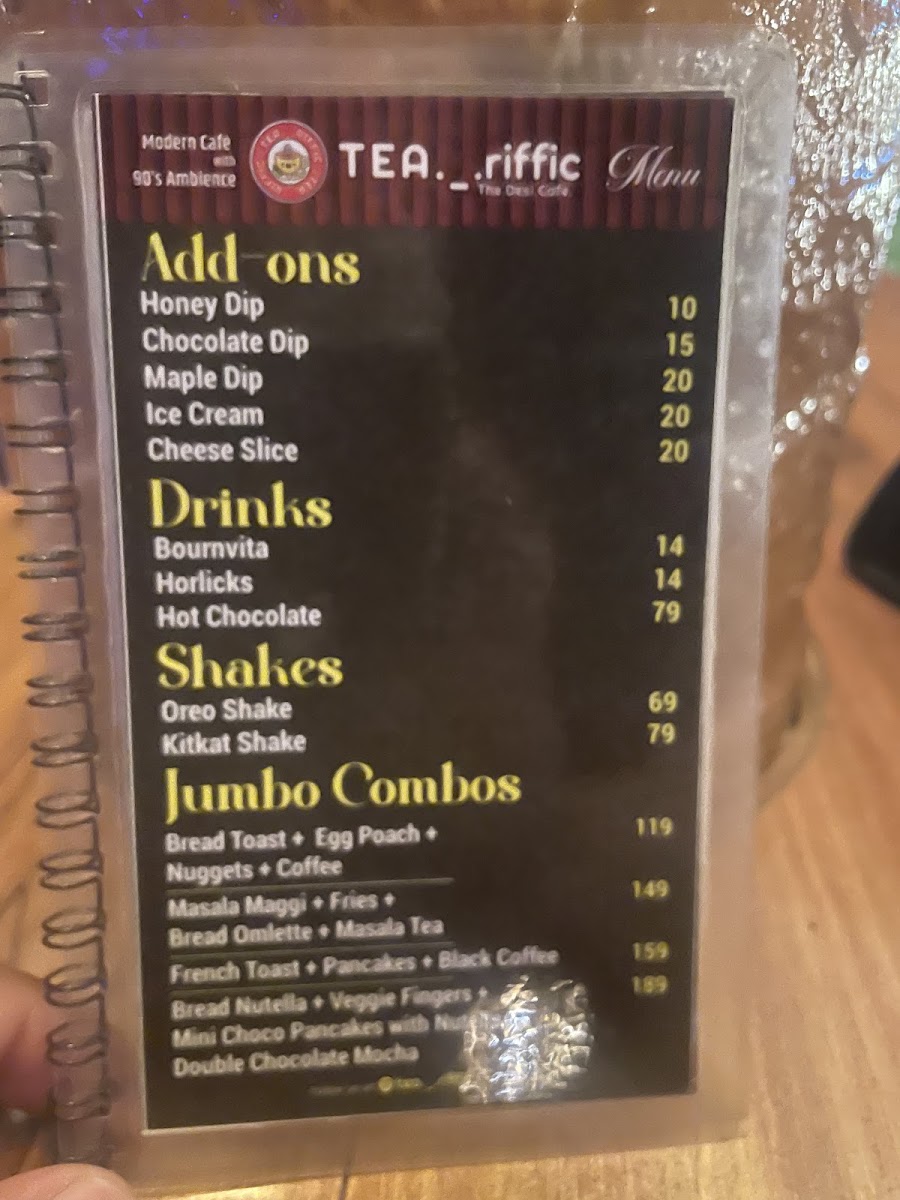 Modern Cafe
with
90's Ambience
TEA._.riffic
The Desi Cafe
Menu
Add-ons
Honey Dip 10
Chocolate Dip 15
Maple Dip 20
Ice Cream 20
Cheese Slice 20
Drinks
Bournvita 14
Horlicks 14
Hot Chocolate 79
Shakes
Oreo Shake 69
Kitkat Shake 79
Jumbo Combos
Bread Toast + Egg Poach + 119
Nuggets + Coffee
Masala Maggi + Fries + 149
Bread Omlette + Masala Tea
French Toast + Pancakes + Black Coffee 159
Bread Nutella + Veggie Fingers + 189
Mini Choco Pancakes with
Double Chocolate Mocha